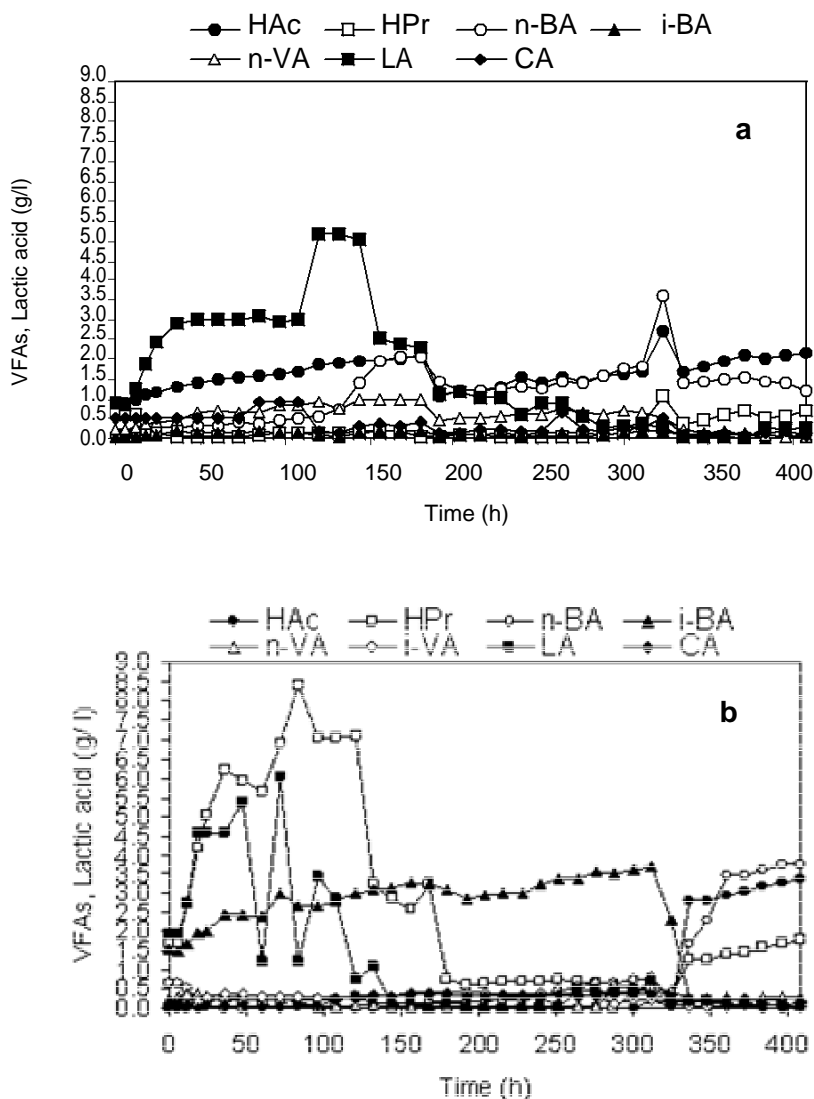 HAc HPr n-BA i-BA
n-VA LA CA
9.0
8.5
8.0
7.5
7.0
6.5
6.0
5.5
5.0
4.5
4.0
3.5
3.0
2.5
2.0
1.5
1.0
0.5
0.0
VFAs, Lactic acid (g/l)
a
0 50 100 150 200 250 300 350 400
Time (h)
HAc HPr n-BA i-BA
n-VA i-VA LA CA
VFAs, Lactic acid (g/l)
b
0 50 100 150 200 250 300 350 400
Time (h)